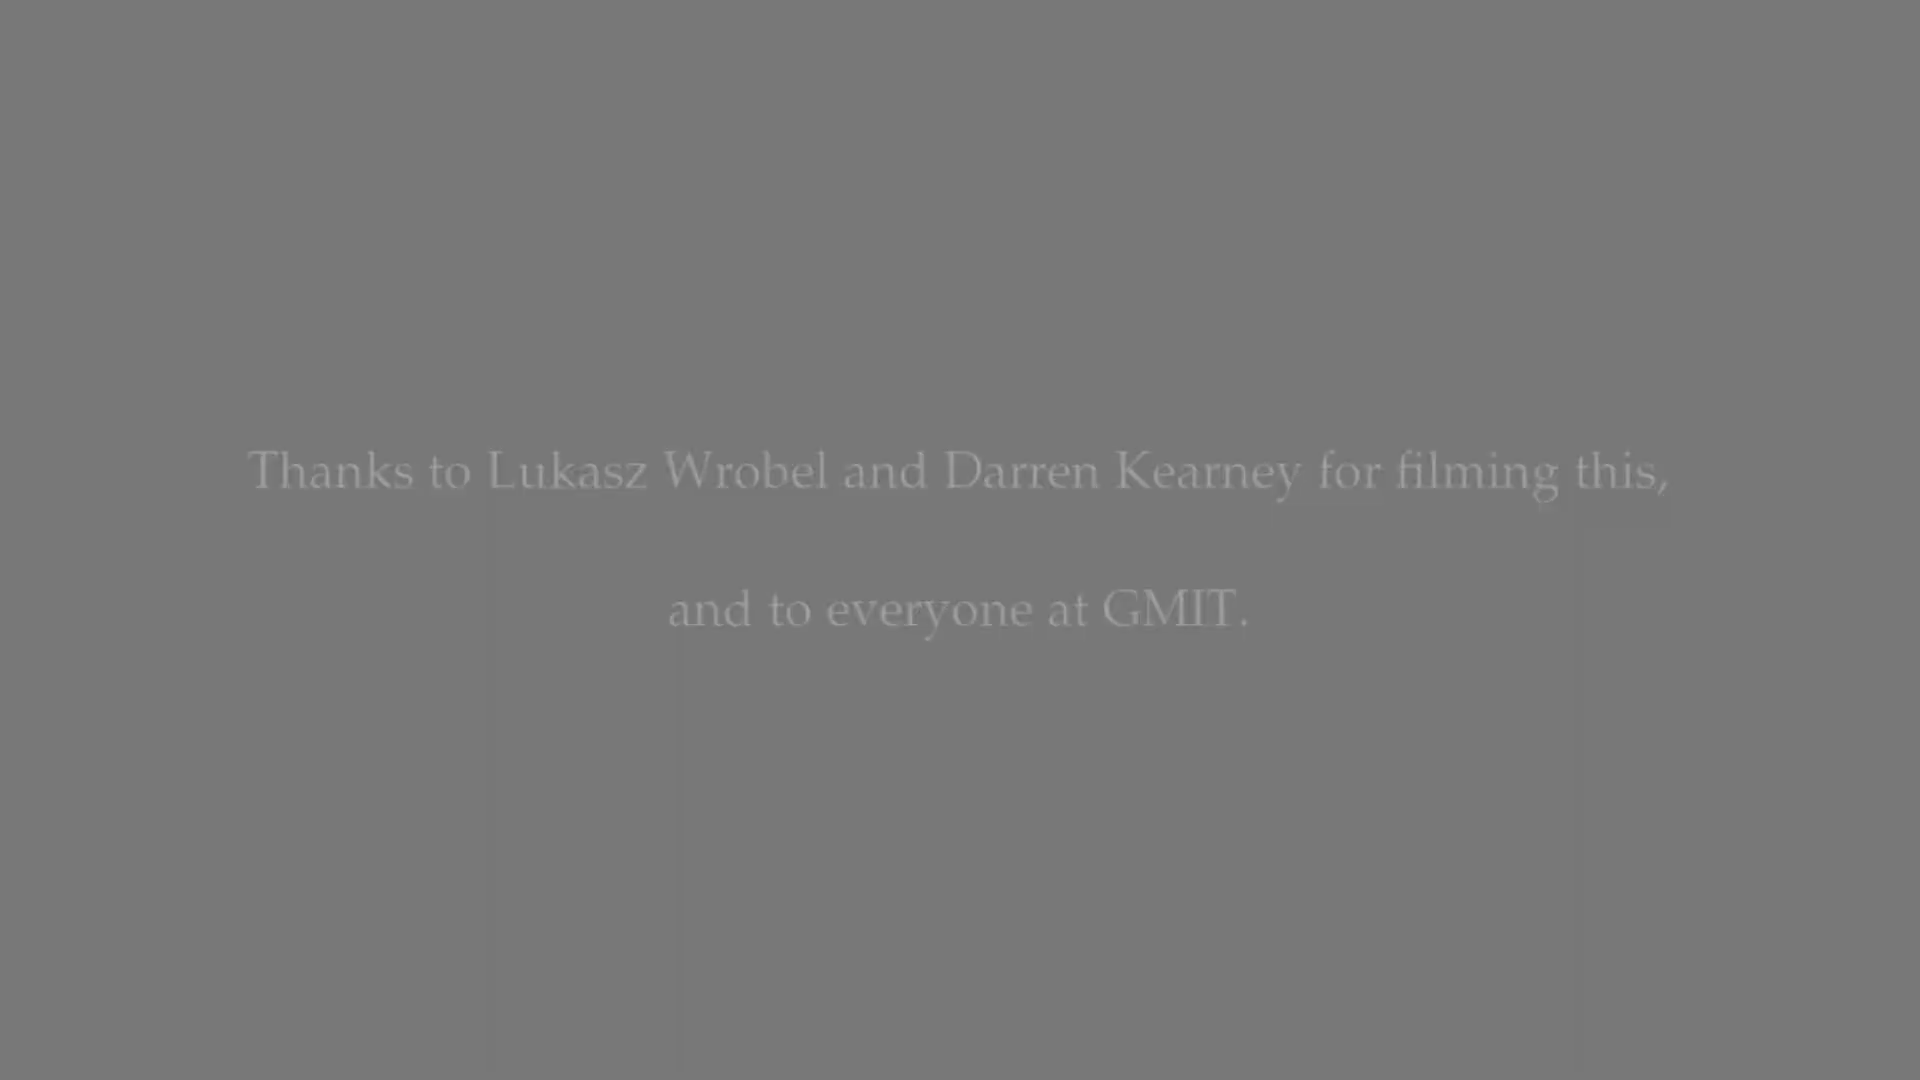 Thanks to Lukasz Wrobel and Darren Kearney for filming this,
and to everyone at GMIT.